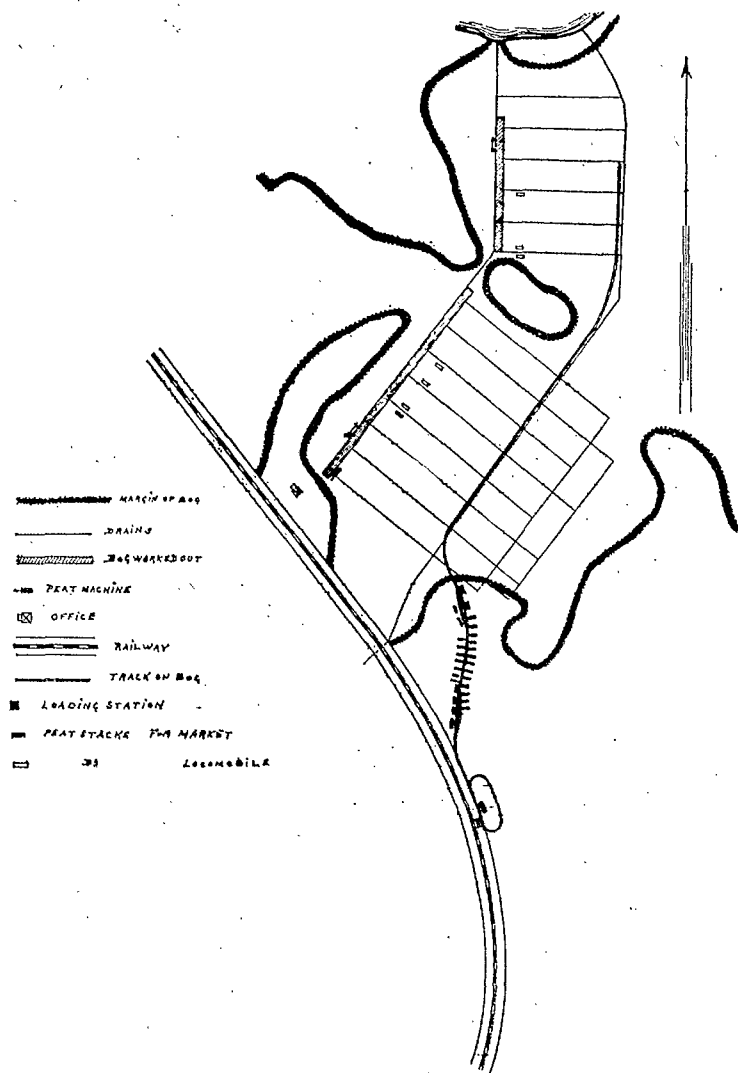 MARGIN OF BOG
DRAINS
BOG WORKED OUT
PEAT MACHINE
OFFICE
RAILWAY
TRACK ON BOG
LOADING STATION
PEAT STACKS FOR MARKET
LOCOMOBILE